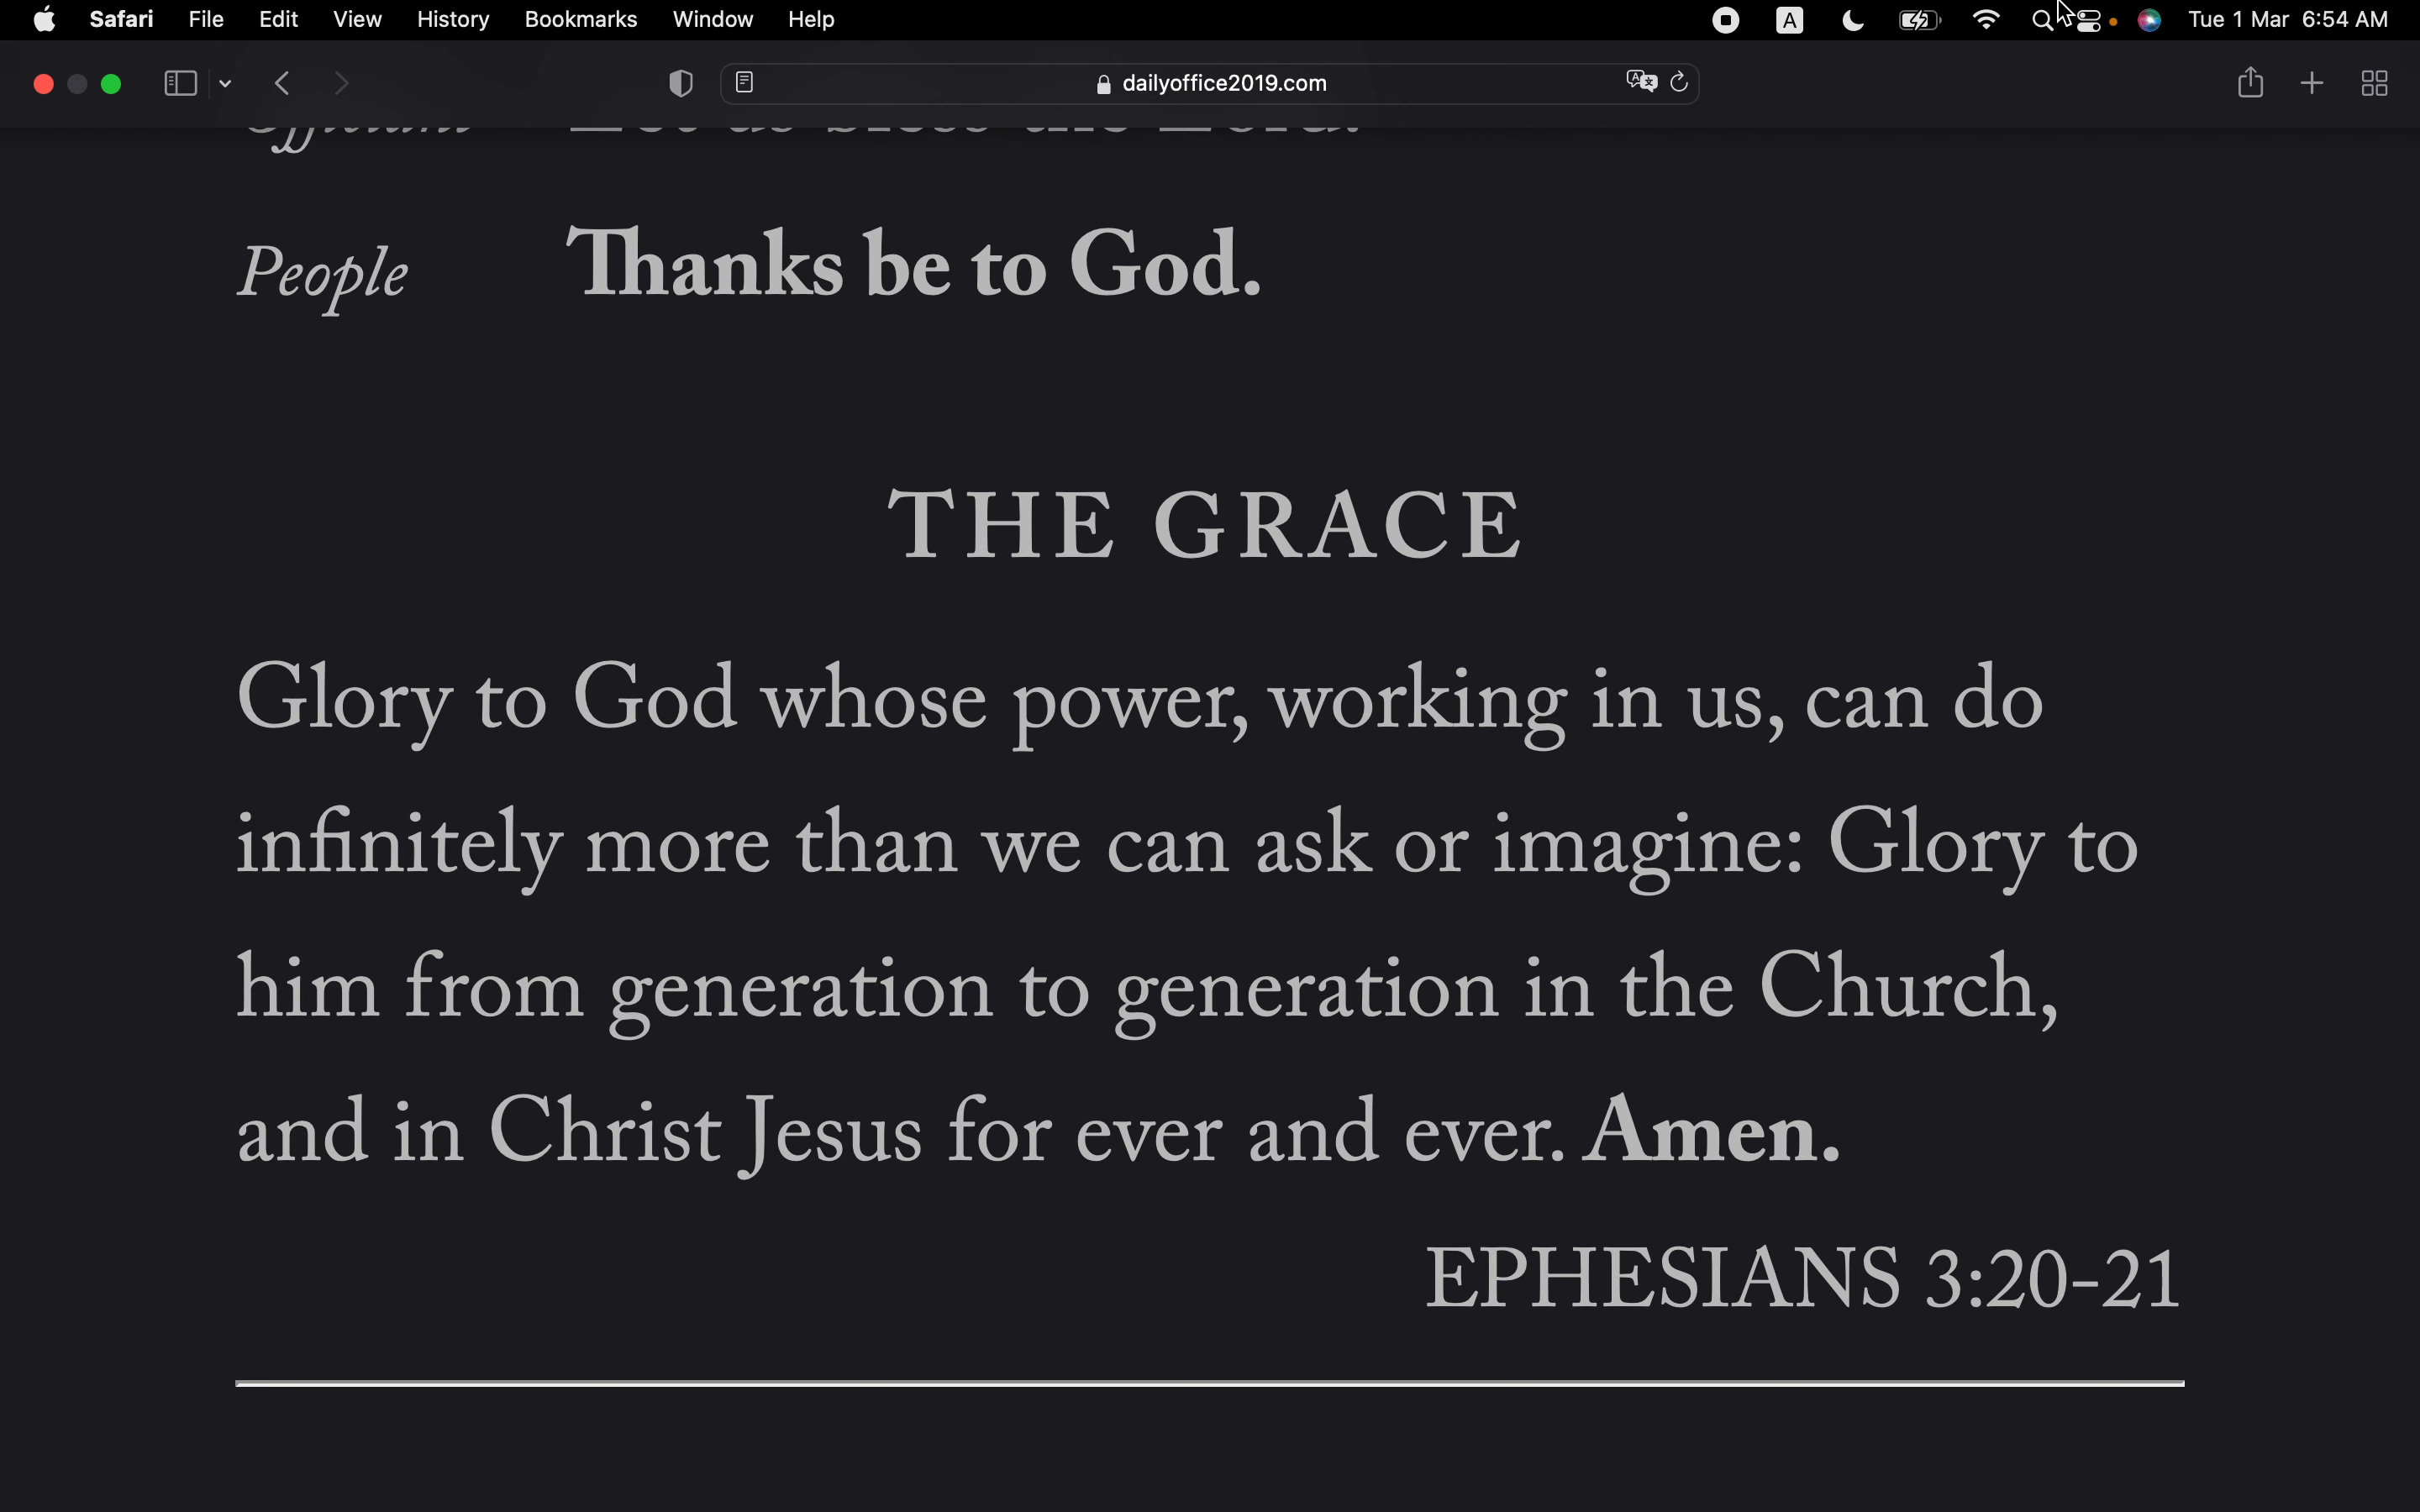 Safari File Edit View History Bookmarks Window Help A Tue 1 Mar 6:54 AM
dailyoffice2019.com
People Thanks be to God.
THE GRACE
Glory to God whose power, working in us, can do
infinitely more than we can ask or imagine: Glory to
him from generation to generation in the Church,
and in Christ Jesus for ever and ever. Amen.
EPHESIANS 3:20-21